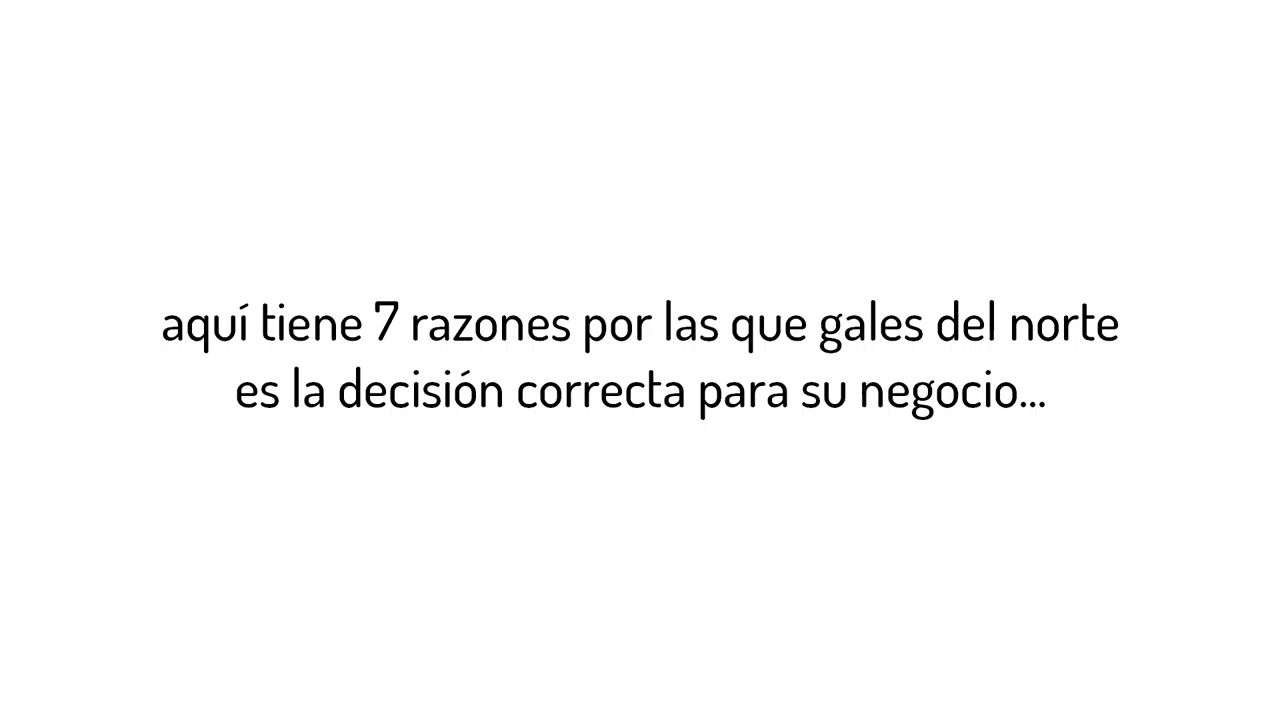 aquí tiene 7 razones por las que gales del norte
es la decisión correcta para su negocio...